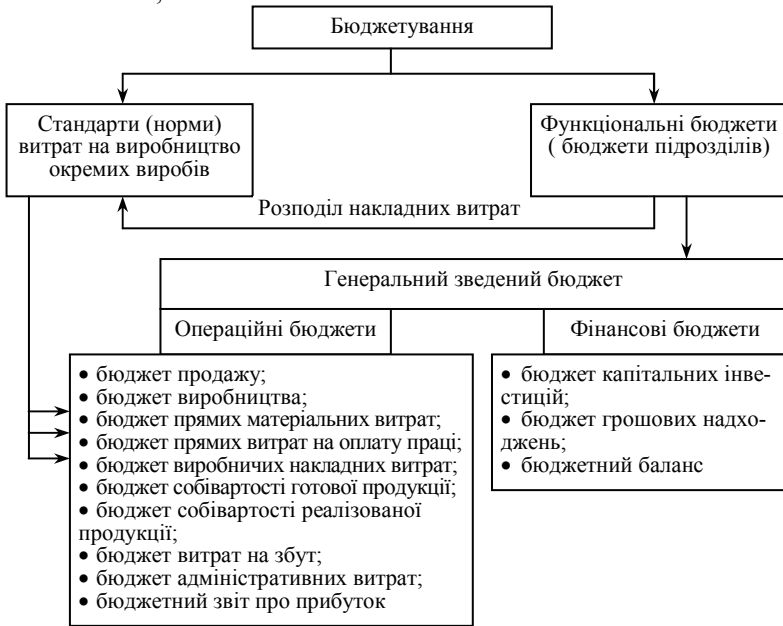 Бюджетування
Стандарти (норми)
витрат на виробництво
окремих виробів
Функціональні бюджети
( бюджети підрозділів)
Розподіл накладних витрат
Генеральний зведений бюджет
Операційні бюджети
Фінансові бюджети
• бюджет продажу;
• бюджет виробництва;
• бюджет прямих матеріальних витрат;
• бюджет прямих витрат на оплату праці;
• бюджет виробничих накладних витрат;
• бюджет собівартості готової продукції;
• бюджет собівартості реалізованої
продукції;
• бюджет витрат на збут;
• бюджет адміністративних витрат;
• бюджетний звіт про прибуток
• бюджет капітальних інве-
стицій;
• бюджет грошових надхо-
джень;
• бюджетний баланс